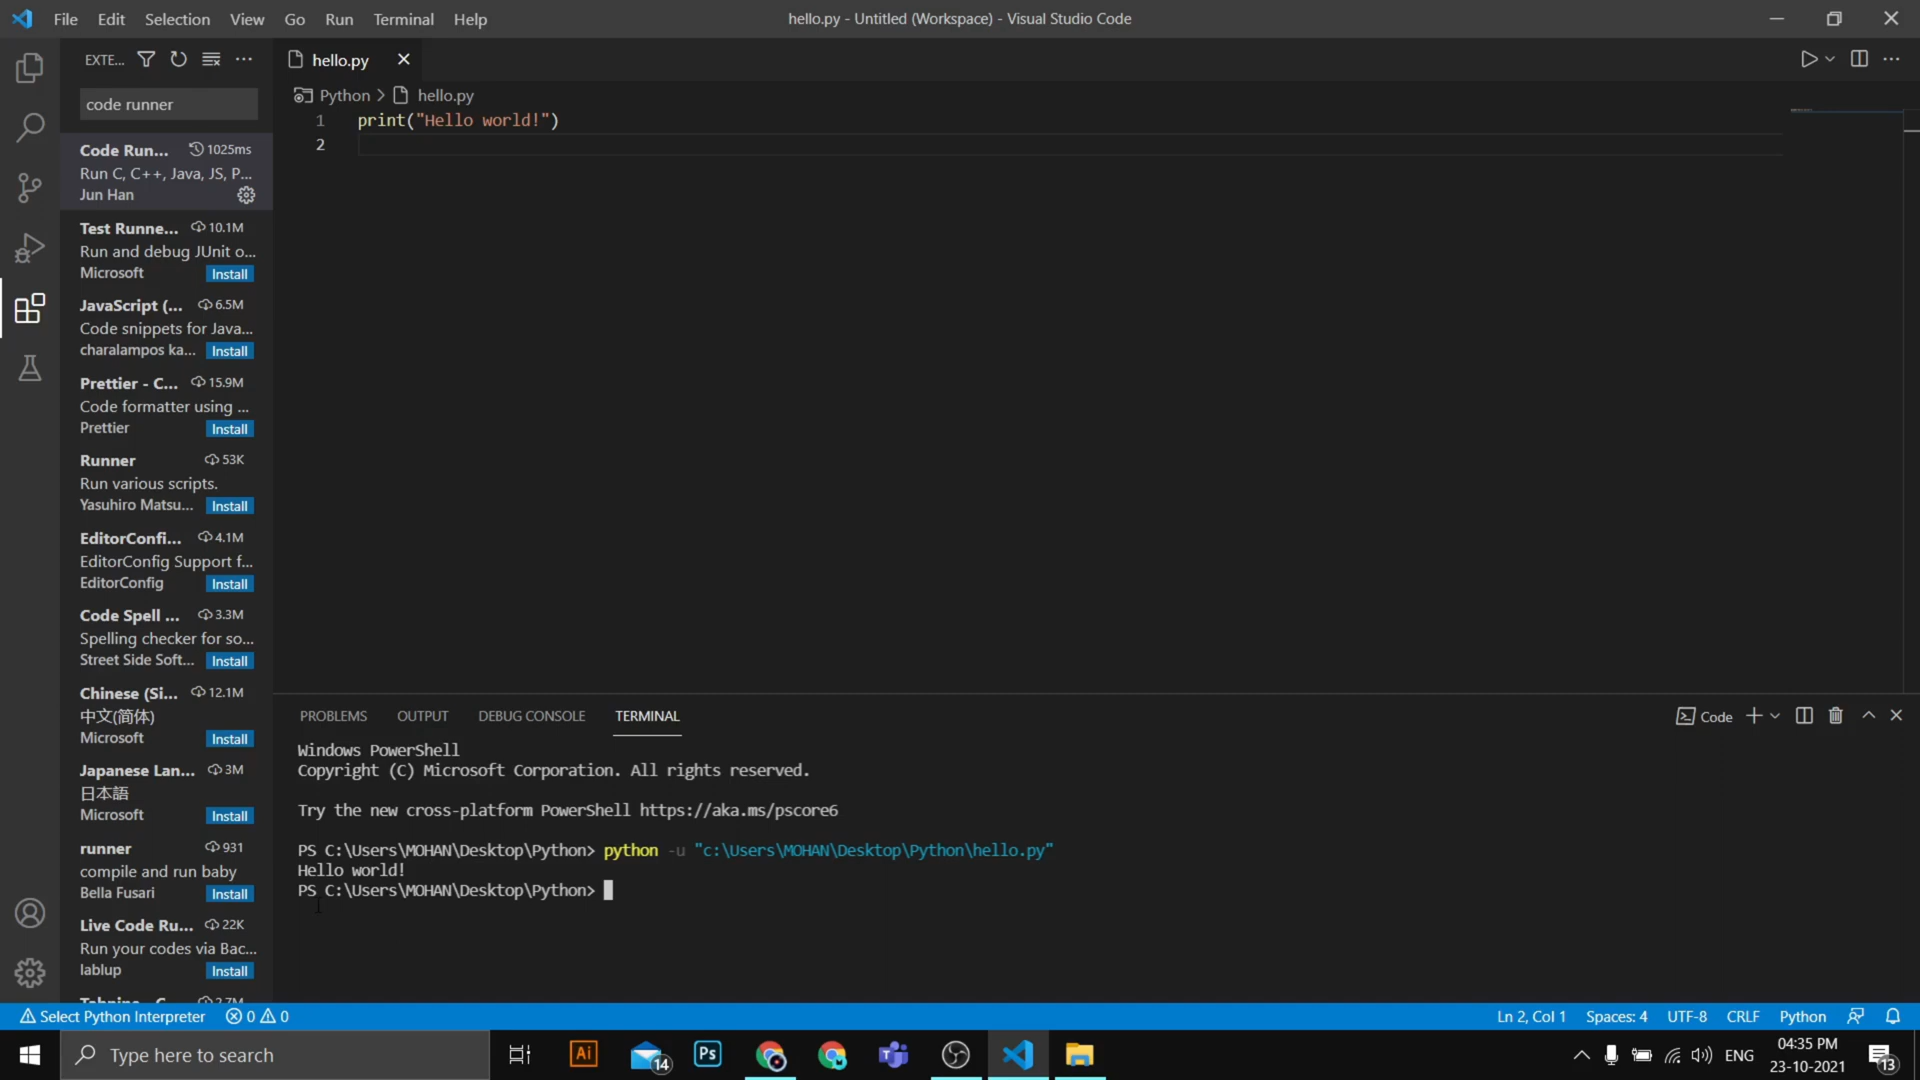 File Edit Selection View Go Run Terminal Help
hello.py - Untitled (Workspace) - Visual Studio Code
EXTE...
hello.py
code runner
Python > hello.py
1 print("Hello world!")
2
Code Run... 1025ms
Run C, C++, Java, JS, P...
Jun Han
Test Runne... 10.1M
Run and debug JUnit o...
Microsoft Install
JavaScript (... 6.5M
Code snippets for Java...
charalampos ka... Install
Prettier - C... 15.9M
Code formatter using ...
Prettier Install
Runner 53K
Run various scripts.
Yasuhiro Matsu... Install
EditorConfi... 4.1M
EditorConfig Support f...
EditorConfig Install
Code Spell ... 3.3M
Spelling checker for so...
Street Side Soft... Install
Chinese (Si... 12.1M
中文(简体)
Microsoft Install
Japanese Lan... 3M
日本語
Microsoft Install
runner 931
compile and run baby
Bella Fusari Install
Live Code Ru... 22K
Run your codes via Bac...
lablup Install
PROBLEMS OUTPUT DEBUG CONSOLE TERMINAL
Code
Windows PowerShell
Copyright (C) Microsoft Corporation. All rights reserved.
Try the new cross-platform PowerShell https://aka.ms/pscore6
PS C:\Users\MOHAN\Desktop\Python> python -u "c:\Users\MOHAN\Desktop\Python\hello.py"
Hello world!
PS C:\Users\MOHAN\Desktop\Python>
Select Python Interpreter 0 0
Ln 2, Col 1 Spaces: 4 UTF-8 CRLF Python
Type here to search
Ai
14
Ps
ENG
04:35 PM
23-10-2021
13